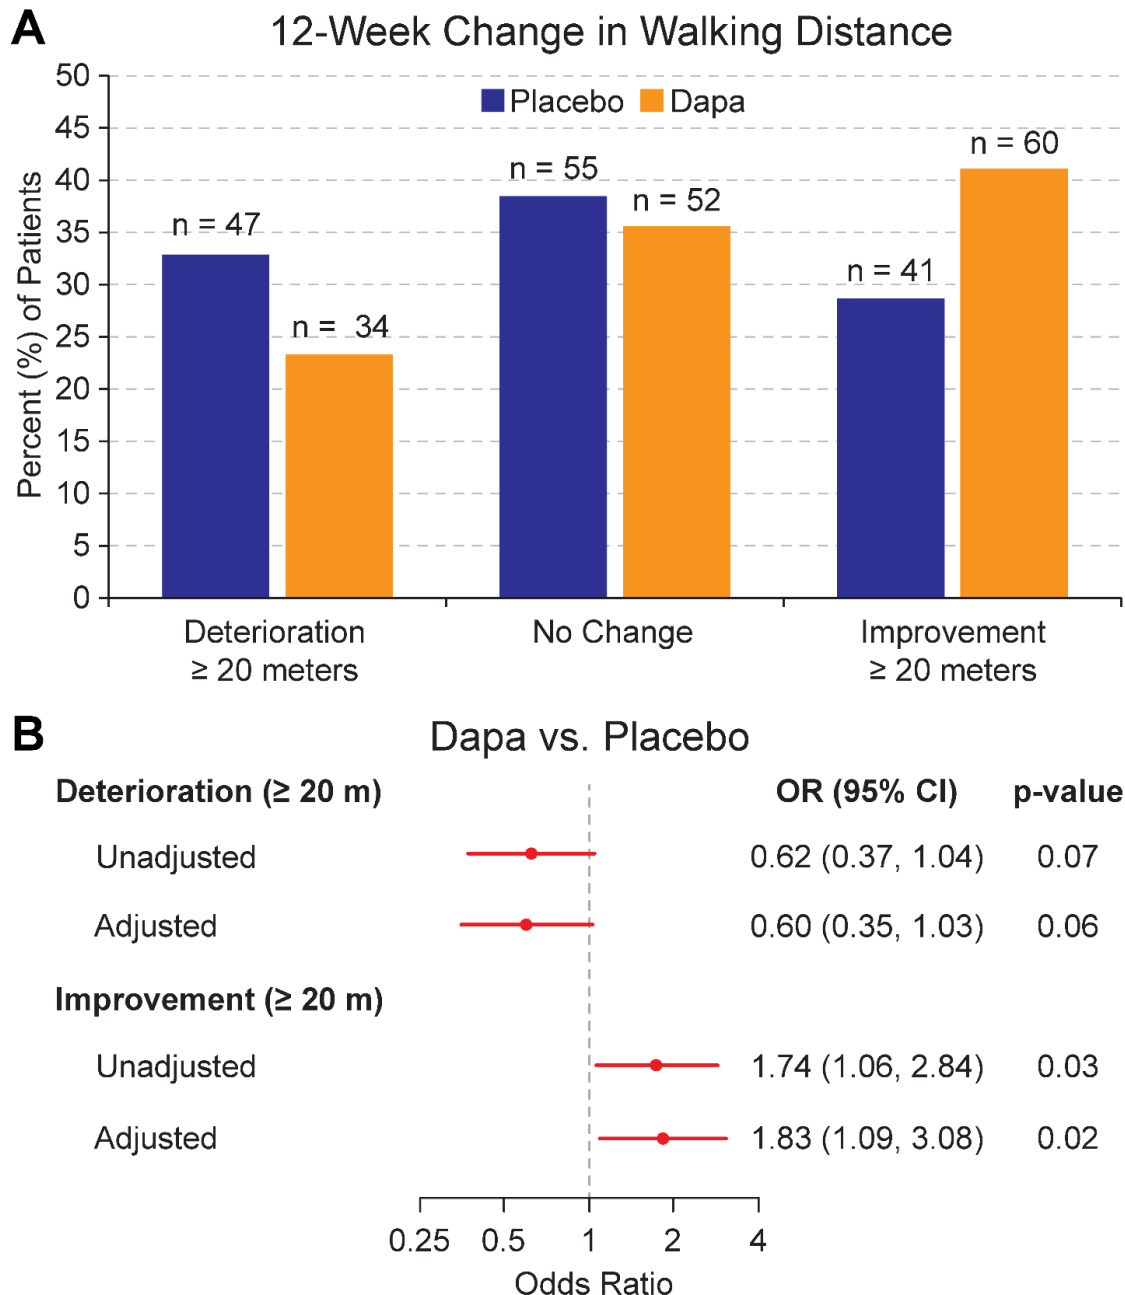 A
12-Week Change in Walking Distance
Percent (%) of Patients
50
45
40
35
30
25
20
15
10
5
0
Placebo Dapa
n = 47
n =  34
n = 55
n = 52
n = 41
n = 60
Deterioration
≥ 20 meters
No Change
Improvement
≥ 20 meters
B
Dapa vs. Placebo
Deterioration (≥ 20 m) OR (95% CI) p-value
Unadjusted 0.62 (0.37, 1.04) 0.07
Adjusted 0.60 (0.35, 1.03) 0.06
Improvement (≥ 20 m)
Unadjusted 1.74 (1.06, 2.84) 0.03
Adjusted 1.83 (1.09, 3.08) 0.02
0.25 0.5 1 2 4
Odds Ratio